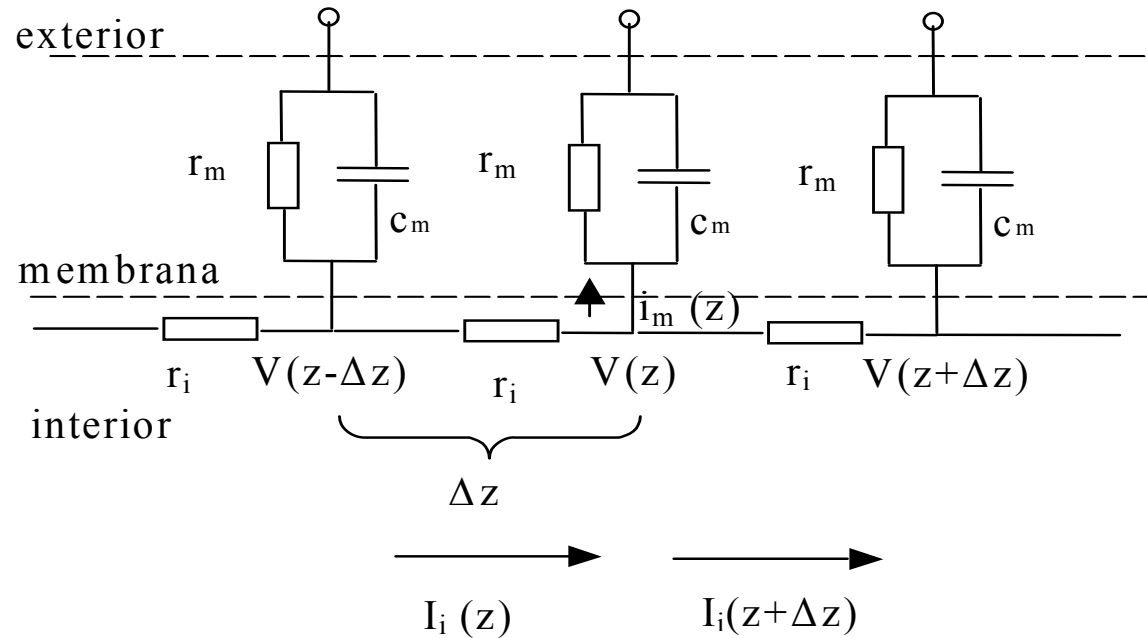 exterior
r_m r_m r_m
c_m c_m c_m
membrana
i_m (z)
r_i V(z-Δz) r_i V(z) r_i V(z+Δz)
interior
Δz
I_i (z) I_i(z+Δz)